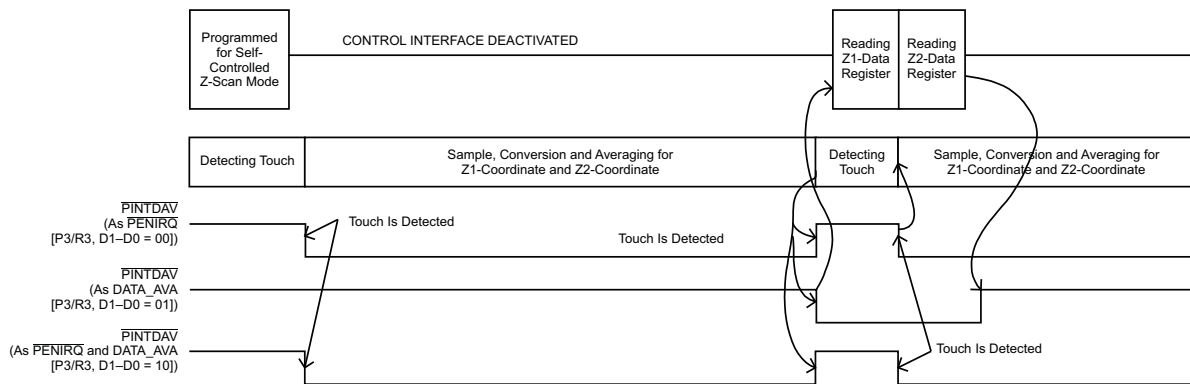 Programmed
for Self-
Controlled
Z-Scan Mode
CONTROL INTERFACE DEACTIVATED
Reading
Z1-Data
Register
Reading
Z2-Data
Register
Detecting Touch
Sample, Conversion and Averaging for
Z1-Coordinate and Z2-Coordinate
Detecting
Touch
Sample, Conversion and Averaging for
Z1-Coordinate and Z2-Coordinate
PINTDAV
(As PENIRQ
[P3/R3, D1–D0 = 00])
Touch Is Detected
Touch Is Detected
PINTDAV
(As DATA_AVA
[P3/R3, D1–D0 = 01])
PINTDAV
(As PENIRQ and DATA_AVA
[P3/R3, D1–D0 = 10])
Touch Is Detected